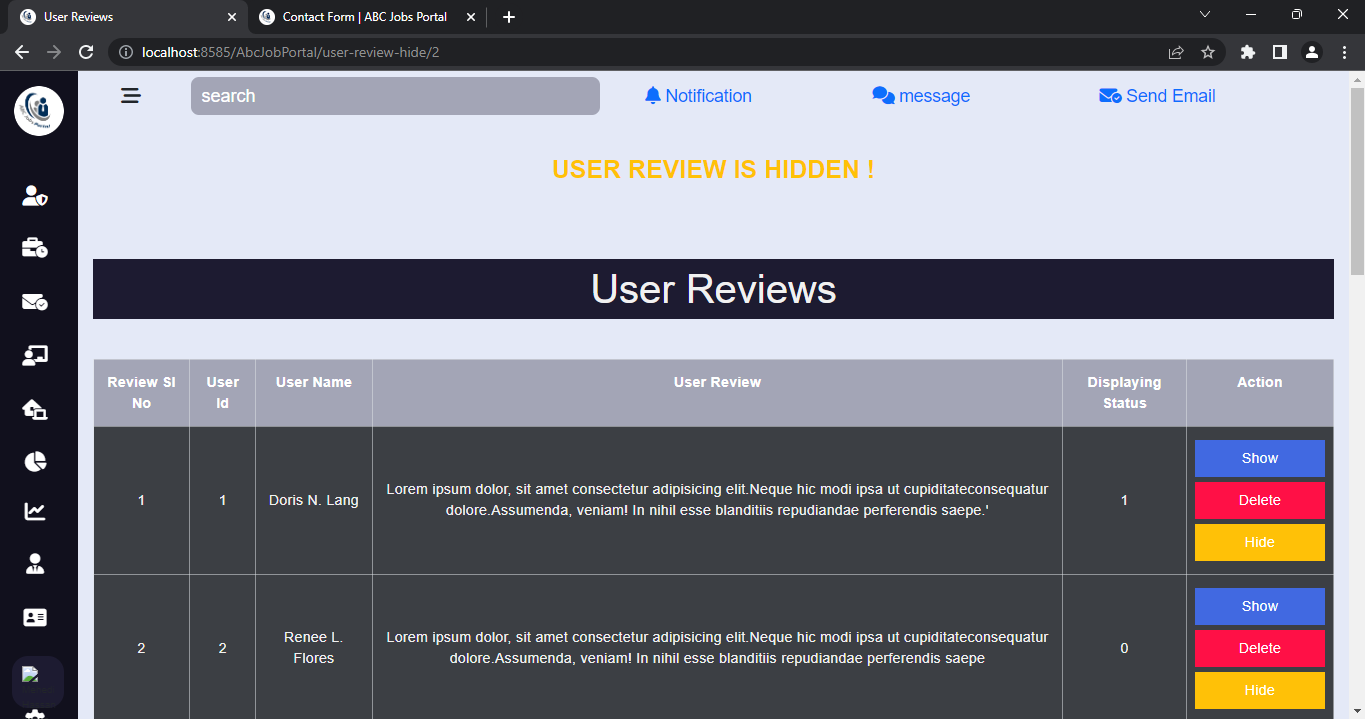 User Reviews
Contact Form | ABC Jobs Portal
localhost:8585/AbcJobPortal/user-review-hide/2
search
Notification
message
Send Email
USER REVIEW IS HIDDEN !
User Reviews
Review Sl No
User Id
User Name
User Review
Displaying Status
Action
1
1
Doris N. Lang
Lorem ipsum dolor, sit amet consectetur adipisicing elit.Neque hic modi ipsa ut cupiditateconsequatur
dolore.Assumenda, veniam! In nihil esse blanditiis repudiandae perferendis saepe.'
1
Show
Delete
Hide
2
2
Renee L.
Flores
Lorem ipsum dolor, sit amet consectetur adipisicing elit.Neque hic modi ipsa ut cupiditateconsequatur
dolore.Assumenda, veniam! In nihil esse blanditiis repudiandae perferendis saepe
0
Show
Delete
Hide